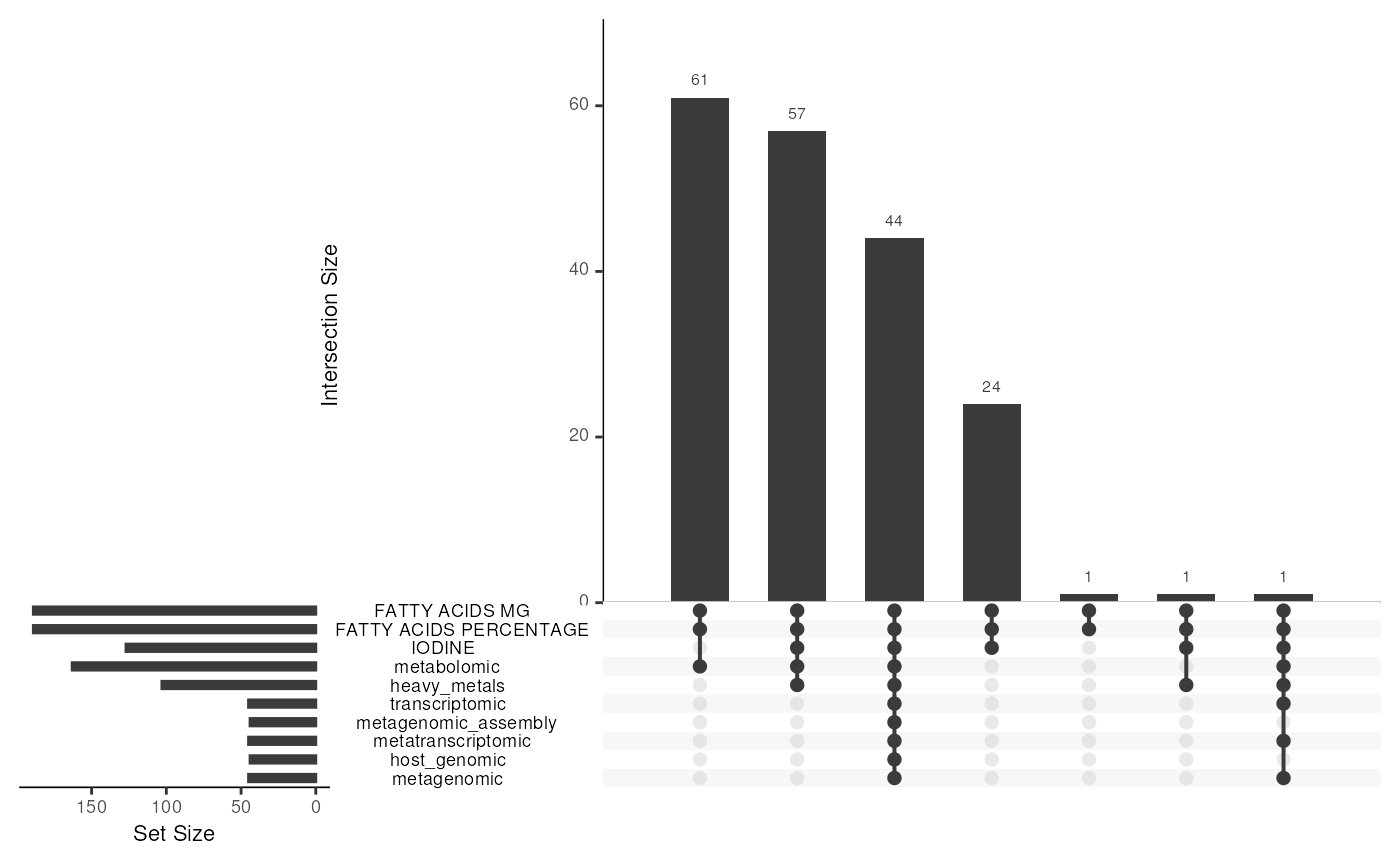 61
57
44
24
1
1
1
60
40
20
0
Intersection Size
FATTY ACIDS MG
FATTY ACIDS PERCENTAGE
IODINE
metabolomic
heavy_metals
transcriptomic
metagenomic_assembly
metatranscriptomic
host_genomic
metagenomic
150 100 50 0
Set Size